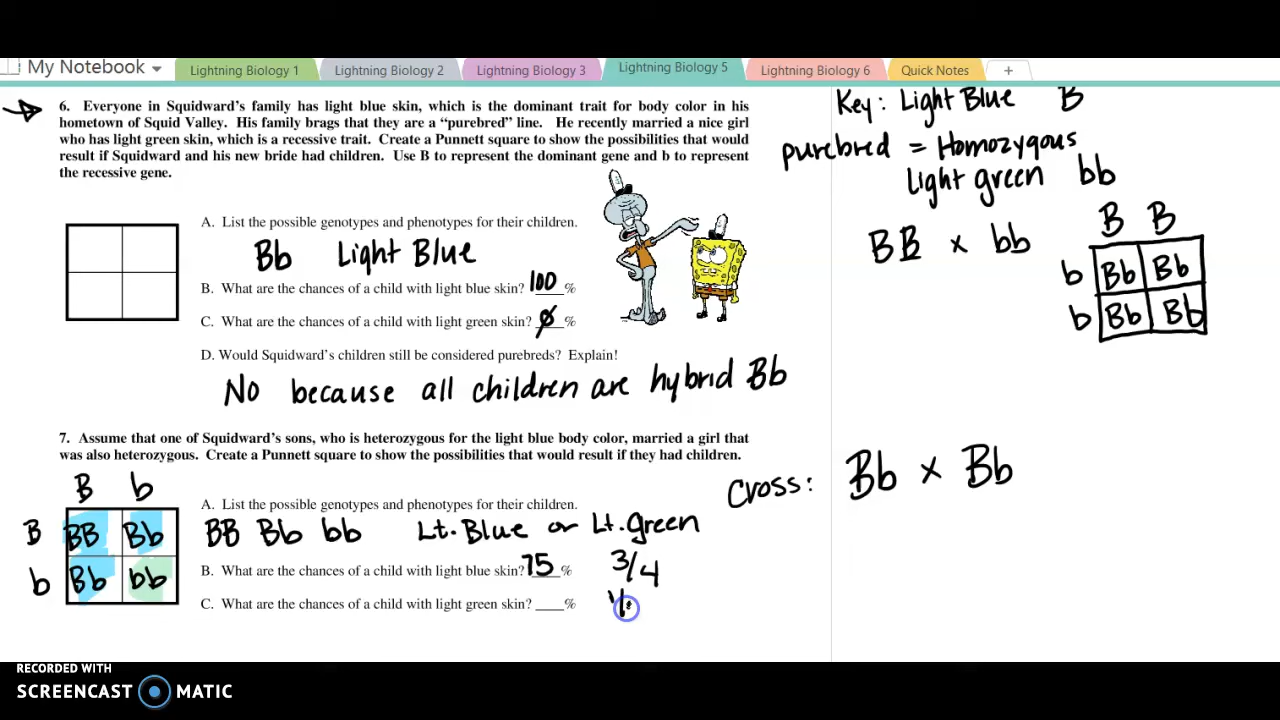 My Notebook
Lightning Biology 1
Lightning Biology 2
Lightning Biology 3
Lightning Biology 5
Lightning Biology 6
Quick Notes
+
6. Everyone in Squidward's family has light blue skin, which is the dominant trait for body color in his
hometown of Squid Valley. His family brags that they are a "purebred" line. He recently married a nice girl
who has light green skin, which is a recessive trait. Create a Punnett square to show the possibilities that would
result if Squidward and his new bride had children. Use B to represent the dominant gene and b to represent
the recessive gene.
Key: Light Blue B
purebred = Homozygous
Light green bb
BB x bb
B B
b Bb Bb
b Bb Bb
A. List the possible genotypes and phenotypes for their children.
Bb Light Blue
B. What are the chances of a child with light blue skin? 100 %
C. What are the chances of a child with light green skin? 0 %
D. Would Squidward's children still be considered purebreds? Explain!
No because all children are hybrid Bb
7. Assume that one of Squidward's sons, who is heterozygous for the light blue body color, married a girl that
was also heterozygous. Create a Punnett square to show the possibilities that would result if they had children.
Cross: Bb x Bb
B b
B BB Bb
b Bb bb
A. List the possible genotypes and phenotypes for their children.
BB Bb bb Lt. Blue or Lt. green
B. What are the chances of a child with light blue skin? 75 % 3/4
C. What are the chances of a child with light green skin? ____%
RECORDED WITH
SCREENCAST MATIC